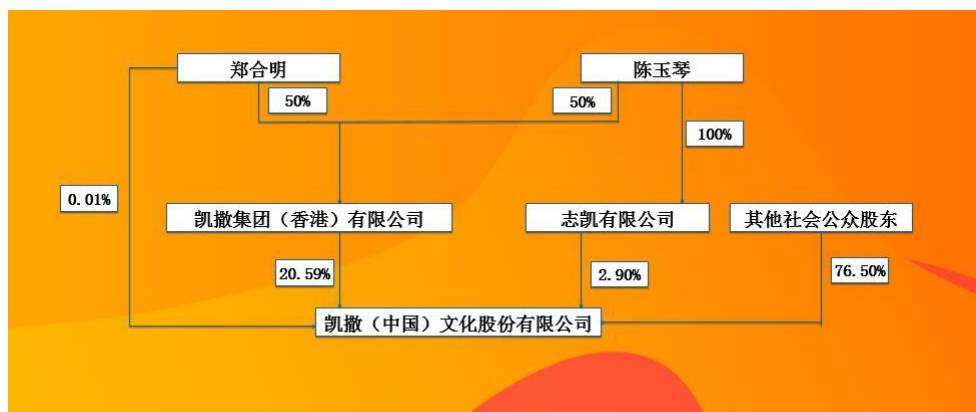 郑合明
陈玉琴
50%
50%
100%
0.01%
凯撒集团（香港）有限公司
志凯有限公司
其他社会公众股东
20.59%
2.90%
76.50%
凯撒（中国）文化股份有限公司